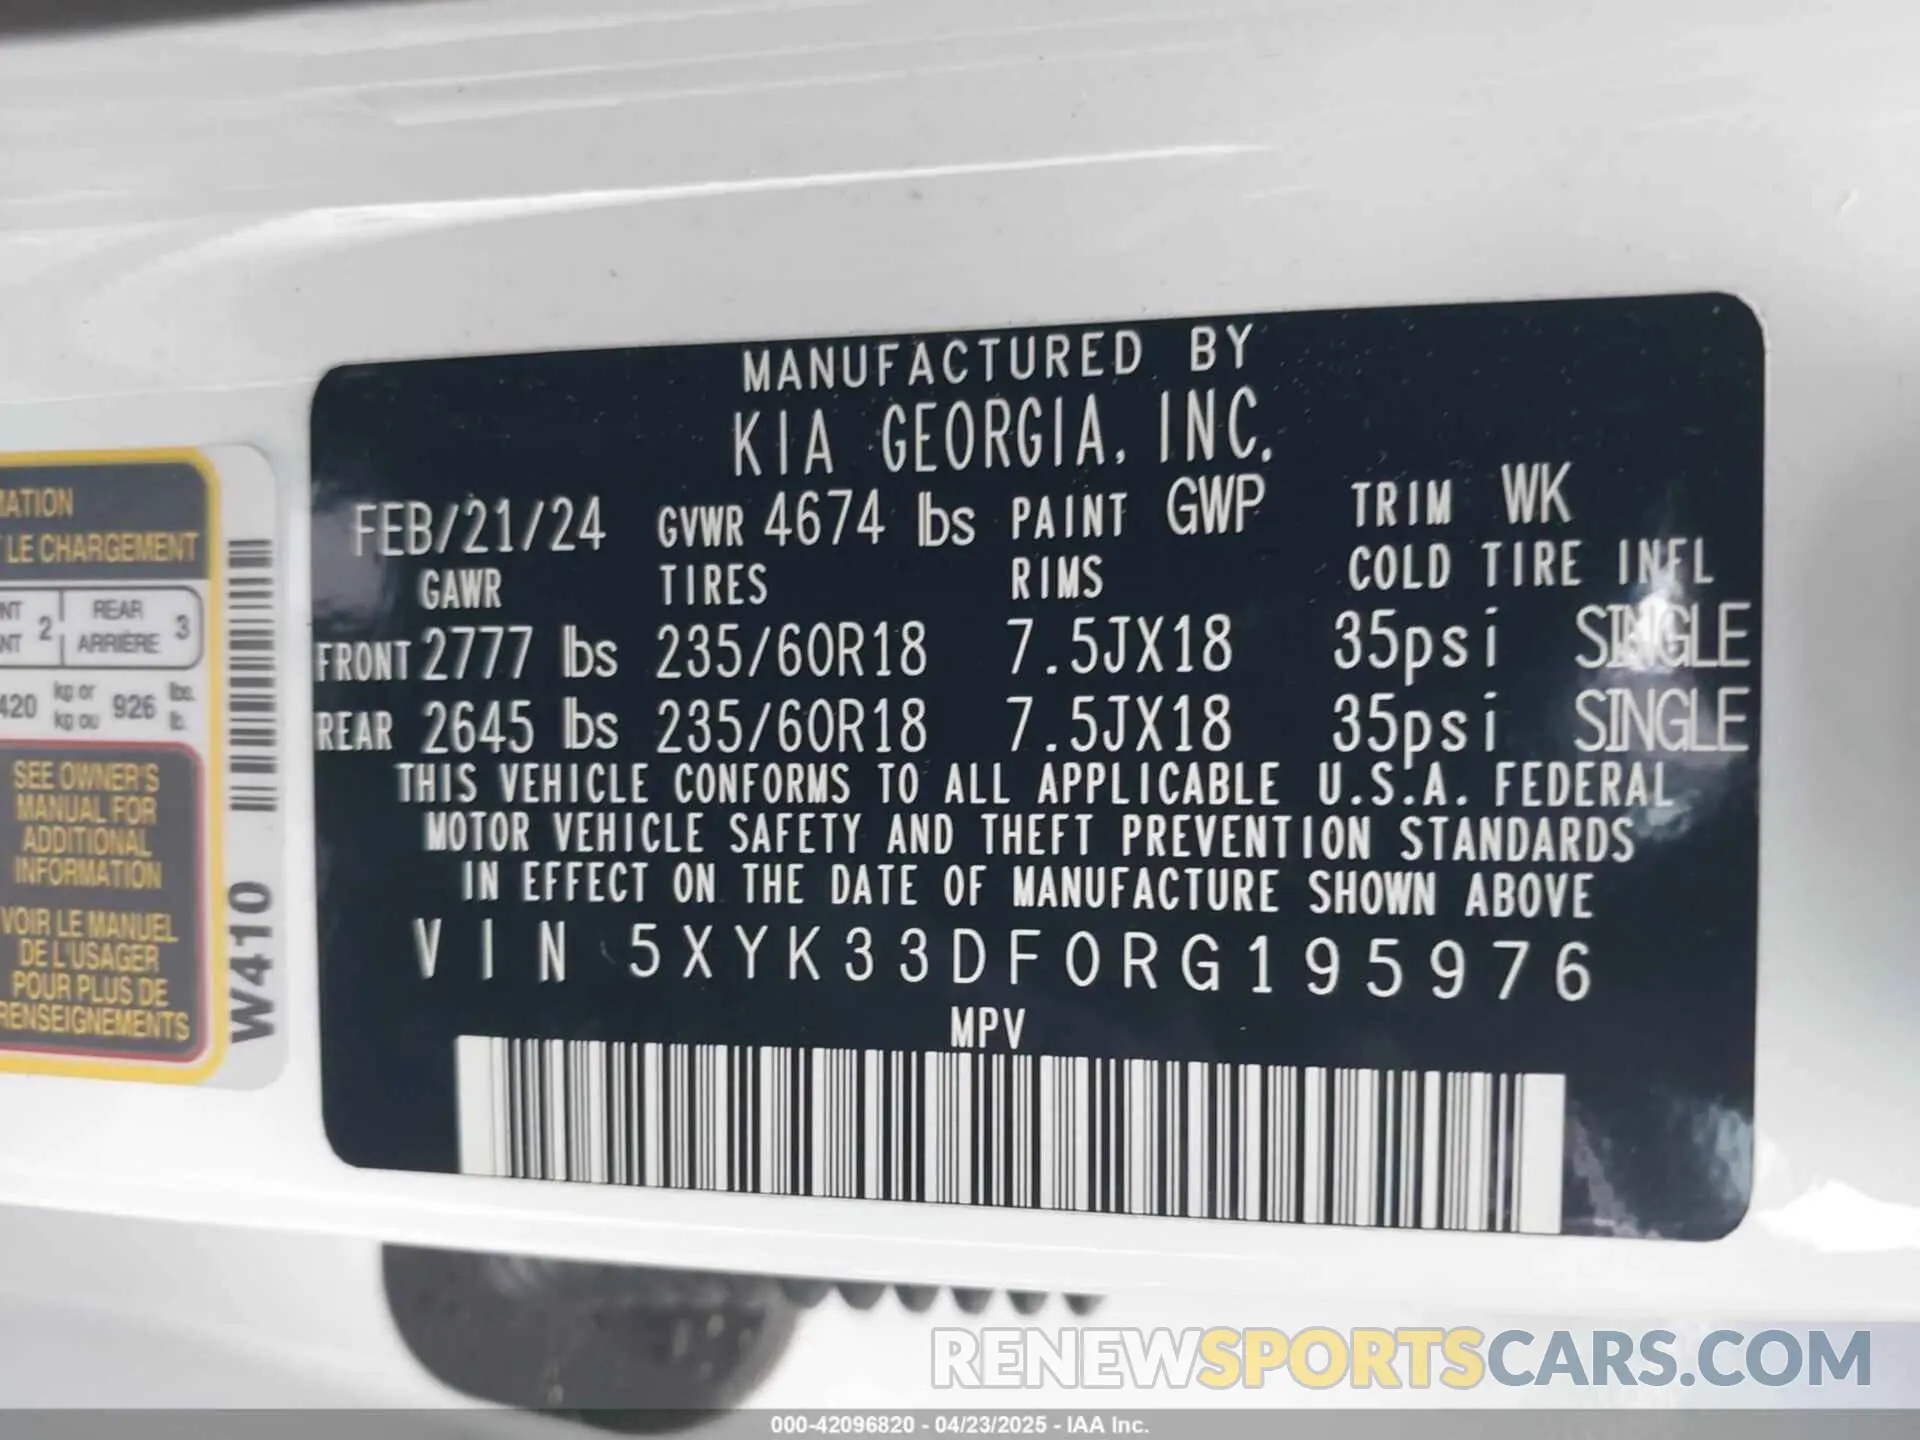 MANUFACTURED BY
KIA GEORGIA, INC.
FEB/21/24 GVWR 4674 lbs PAINT GWP TRIM WK
GAWR TIRES RIMS COLD TIRE INFL
FRONT 2777 lbs 235/60R18 7.5JX18 35psi SINGLE
REAR 2645 lbs 235/60R18 7.5JX18 35psi SINGLE
THIS VEHICLE CONFORMS TO ALL APPLICABLE U.S.A. FEDERAL
MOTOR VEHICLE SAFETY AND THEFT PREVENTION STANDARDS
IN EFFECT ON THE DATE OF MANUFACTURE SHOWN ABOVE
VIN 5XYK33DF0RG195976
MPV
LE CHARGEMENT
2 REAR 3
ARRIÈRE
420 kg or 926 lbs.
kg ou lb.
SEE OWNER'S
MANUAL FOR
ADDITIONAL
INFORMATION
VOIR LE MANUEL
DE L'USAGER
POUR PLUS DE
RENSEIGNEMENTS
W410
RENEWSPORTSCARS.COM
000-42096820 - 04/23/2025 - IAA Inc.